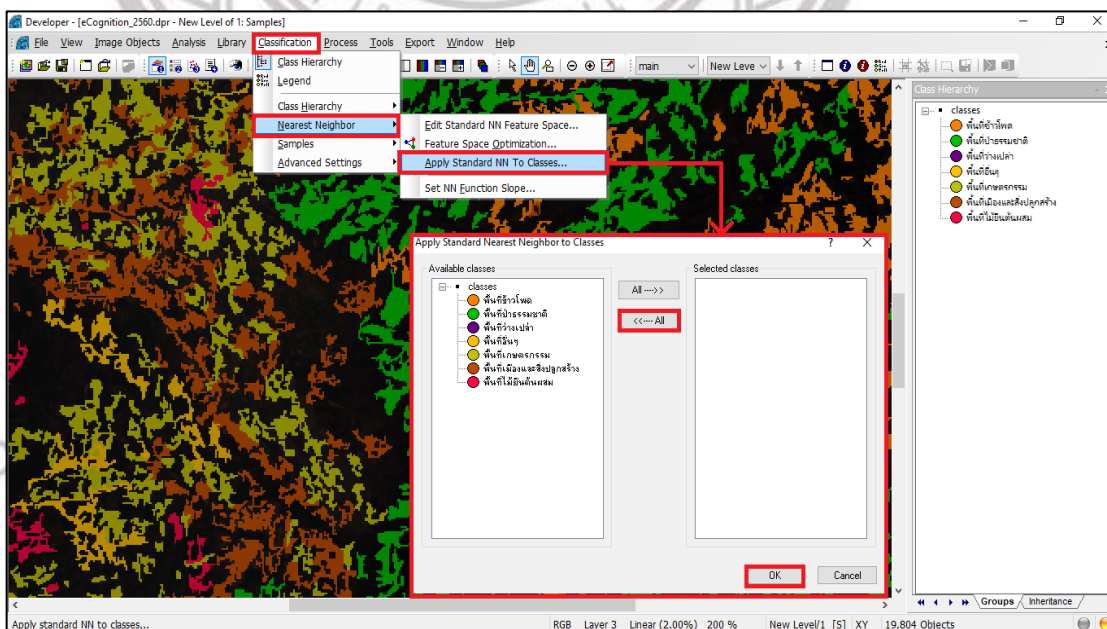 Developer - [eCognition_2560.dpr - New Level of 1: Samples]
File View Image Objects Analysis Library Classification Process Tools Export Window Help
main New Leve
Class Hierarchy
Legend
Class Hierarchy
Nearest Neighbor
Samples
Advanced Settings
Edit Standard NN Feature Space...
Feature Space Optimization...
Apply Standard NN To Classes...
Set NN Function Slope...
Class Hierarchy
classes
พื้นที่ข้าวโพด
พื้นที่ป่าธรรมชาติ
พื้นที่ว่างเปล่า
พื้นที่อื่นๆ
พื้นที่เกษตรกรรม
พื้นที่เมืองและสิ่งปลูกสร้าง
พื้นที่ไม้ยืนต้นผสม
Apply Standard Nearest Neighbor to Classes ?
Available classes
classes
พื้นที่ข้าวโพด
พื้นที่ป่าธรรมชาติ
พื้นที่ว่างเปล่า
พื้นที่อื่นๆ
พื้นที่เกษตรกรรม
พื้นที่เมืองและสิ่งปลูกสร้าง
พื้นที่ไม้ยืนต้นผสม
All ---->>
<<---- All
Selected classes
OK Cancel
Groups Inheritance
Apply standard NN to classes... RGB Layer 3 Linear (2.00%) 200 % New Level/1 [S] XY 19,804 Objects